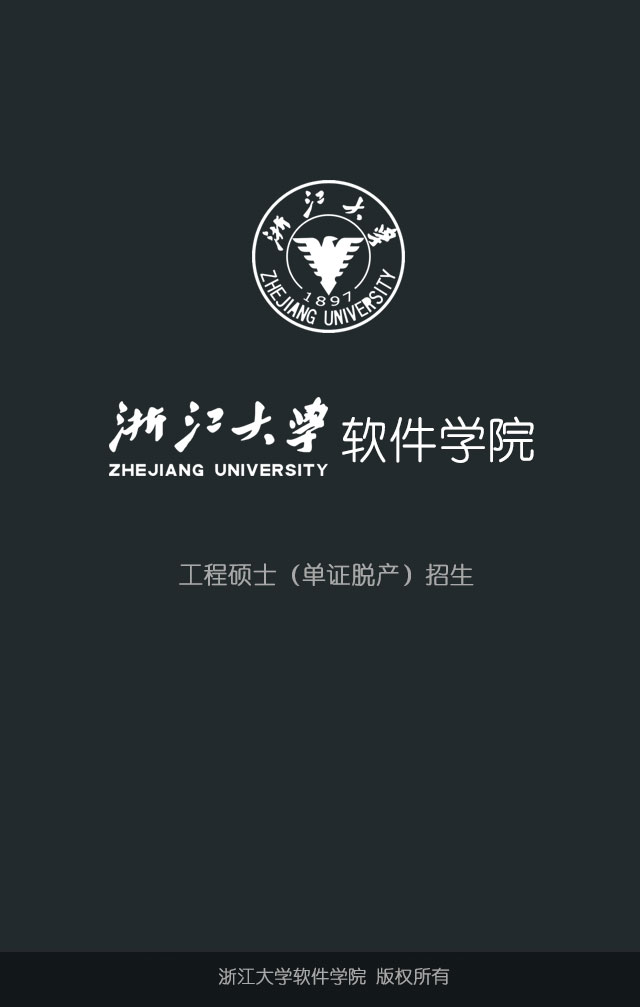 浙江大学
1897
ZHEJIANG UNIVERSITY
浙江大学 软件学院
ZHEJIANG UNIVERSITY
工程硕士（单证脱产）招生
浙江大学软件学院 版权所有